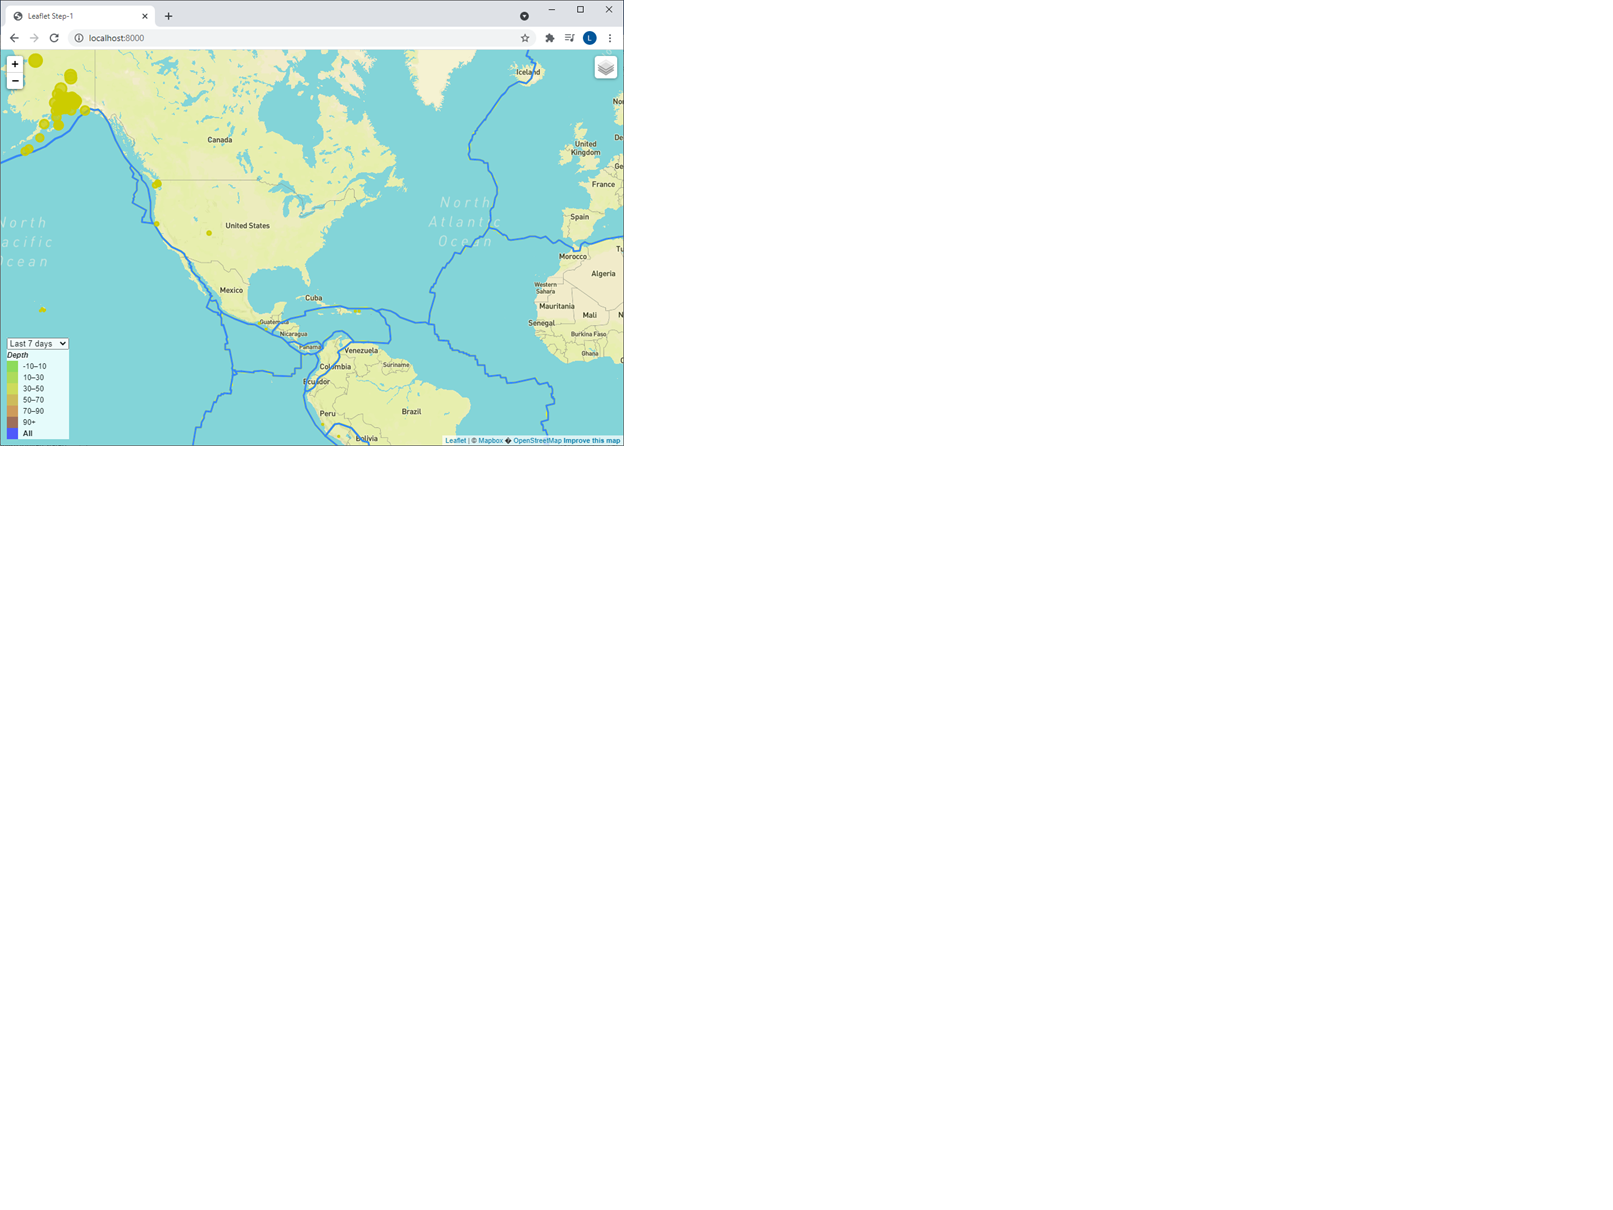 Leaflet Step-1
localhost:8000
L
+
−
Iceland
No
Canada
United
Kingdom
De
Ge
France
North
Atlantic
Ocean
Spain
United States
North
acific
cean
Tu
Morocco
Algeria
Western
Sahara
Mexico
Cuba
Mauritania
Mali
N
Senegal
Guatemala
Nicaragua
Burkina Faso
Panama
Venezuela
Ghana
C
Colombia
Suriname
Ecuador
Peru
Brazil
Bolivia
Last 7 days
Depth
-10–10
10–30
30–50
50–70
70–90
90+
All
Leaflet | © Mapbox � OpenStreetMap Improve this map